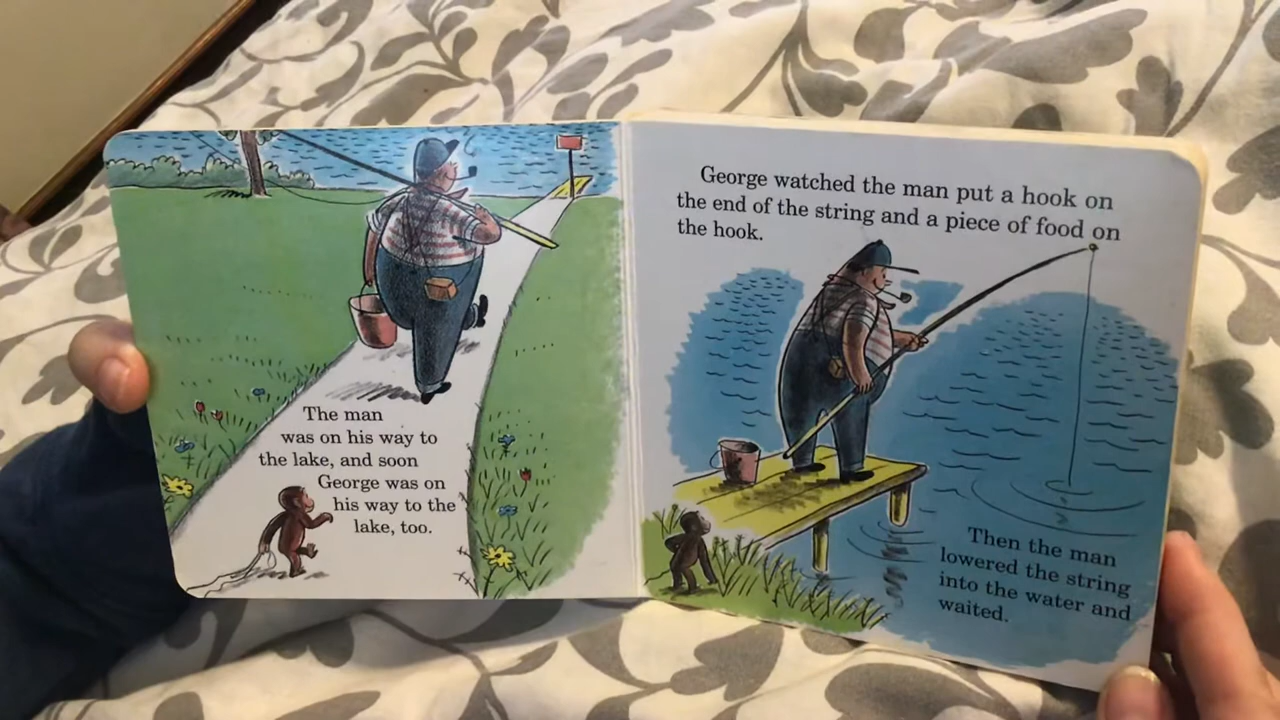 The man
was on his way to
the lake, and soon
George was on
his way to the
lake, too.
George watched the man put a hook on
the end of the string and a piece of food on
the hook.
Then the man
lowered the string
into the water and
waited.